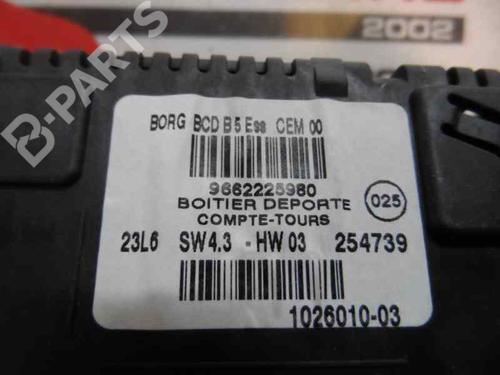 2002
B-PARTS
BORG BCD B5 Ess CEM 00
9662225980
BOITIER DEPORTE
COMPTE-TOURS
025
23L6 SW4.3 - HW 03 254739
1026010-03